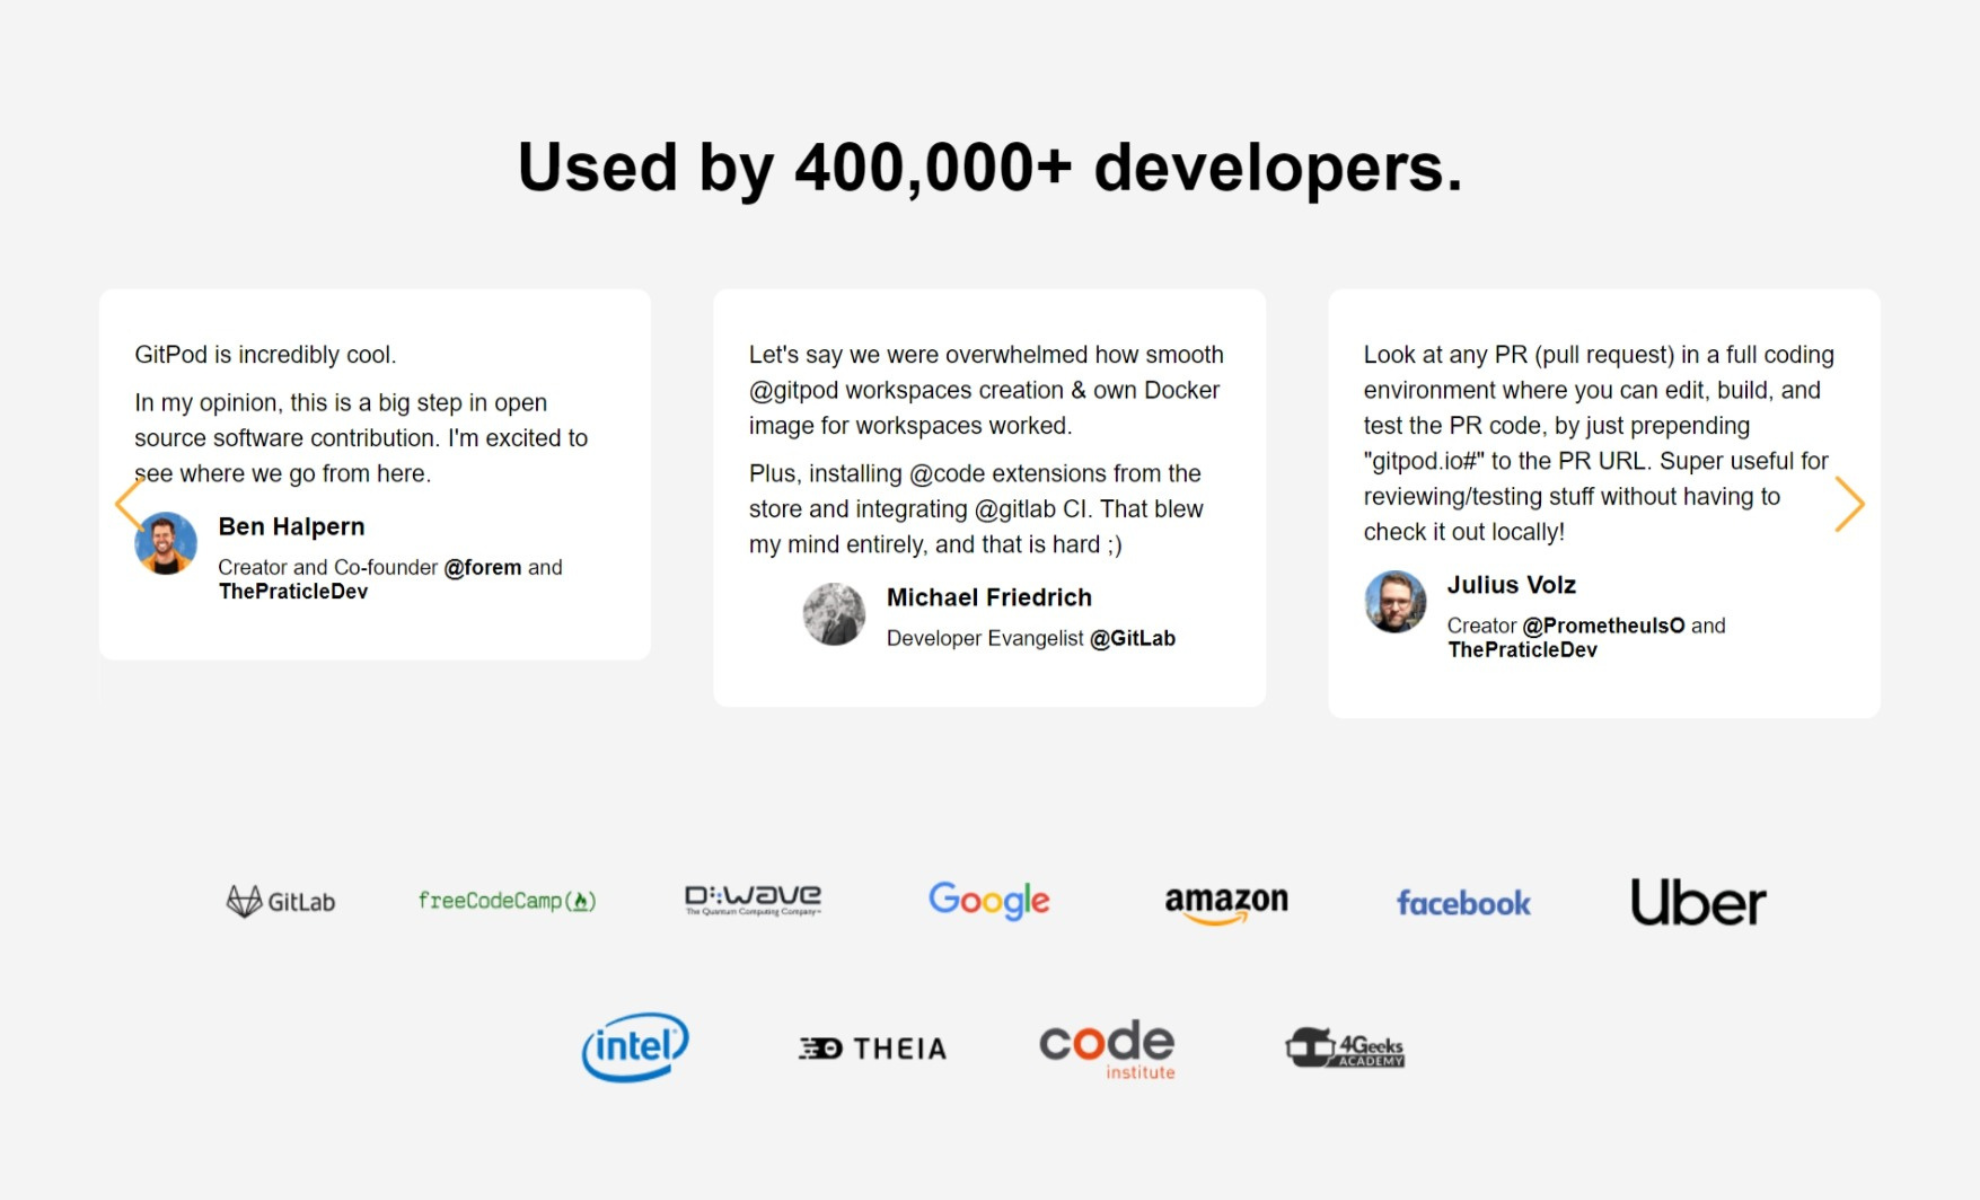 Used by 400,000+ developers.
GitPod is incredibly cool.
In my opinion, this is a big step in open
source software contribution. I'm excited to
see where we go from here.
Ben Halpern
Creator and Co-founder @forem and
ThePraticleDev
Let's say we were overwhelmed how smooth
@gitpod workspaces creation & own Docker
image for workspaces worked.
Plus, installing @code extensions from the
store and integrating @gitlab CI. That blew
my mind entirely, and that is hard ;)
Michael Friedrich
Developer Evangelist @GitLab
Look at any PR (pull request) in a full coding
environment where you can edit, build, and
test the PR code, by just prepending
"gitpod.io#" to the PR URL. Super useful for
reviewing/testing stuff without having to
check it out locally!
Julius Volz
Creator @PrometheuIsO and
ThePraticleDev
GitLab
freeCodeCamp
D:wave
The Quantum Computing Company™
Google
amazon
facebook
Uber
intel
THEIA
code
institute
4Geeks
ACADEMY